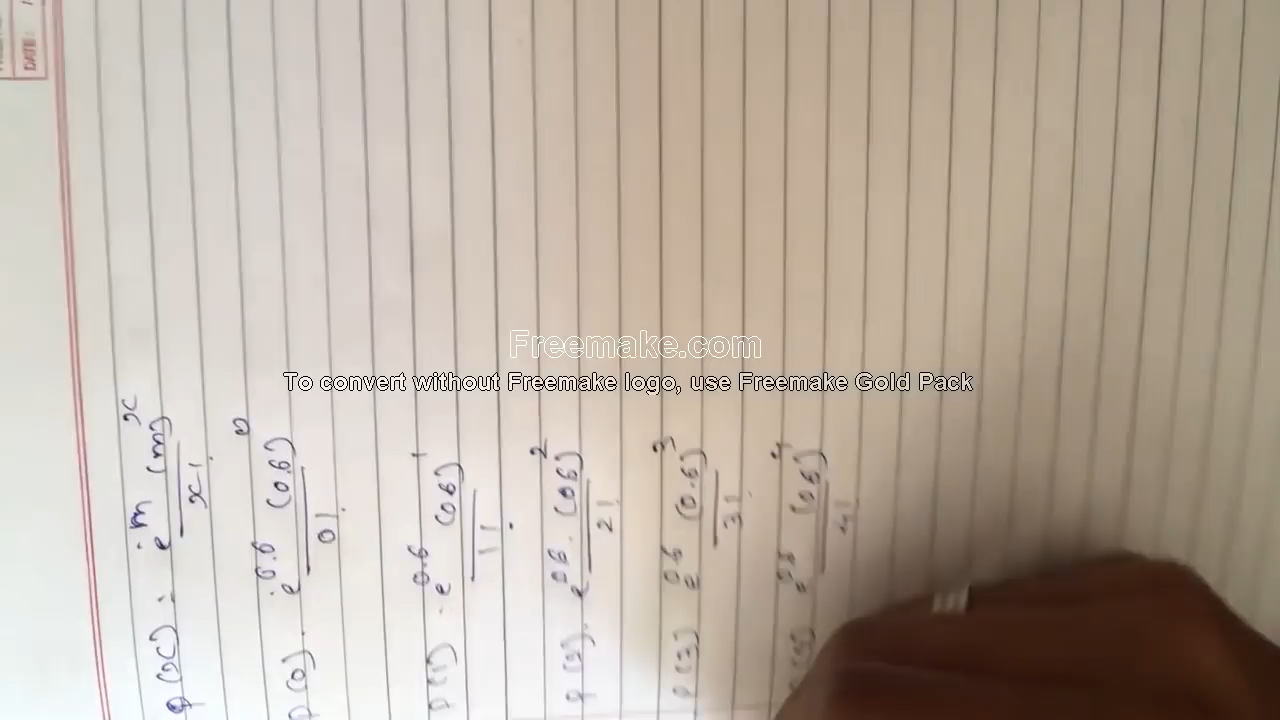 DATE:
P(x) = e^-m (m)^x / x!
P(0) = e^-0.6 (0.6)^0 / 0!
P(1) = e^0.6 (0.6)^1 / 1!
P(2) = e^0.6 (0.6)^2 / 2!
P(3) e^0.6 (0.6)^3 / 3!
e^0.6 (0.6)^4 / 4!
Freemake.com
To convert without Freemake logo, use Freemake Gold Pack